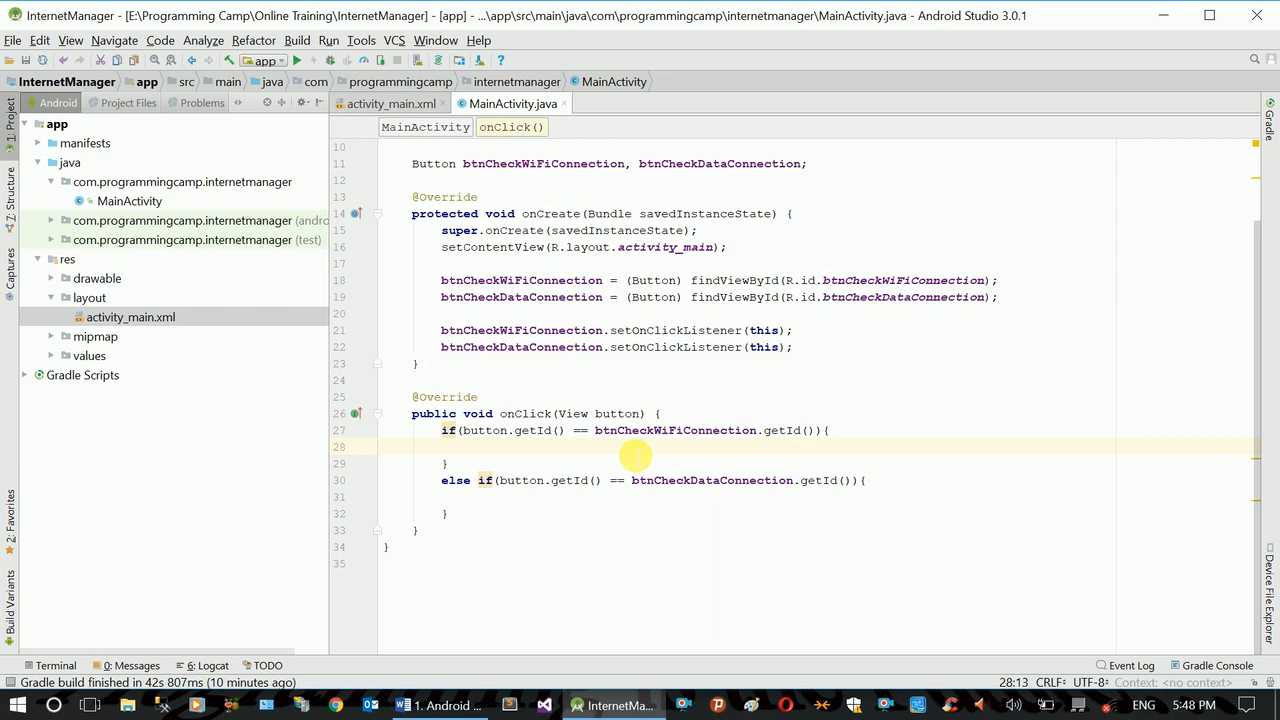 InternetManager - [E:\Programming Camp\Online Training\InternetManager] - [app] - ...\app\src\main\java\com\programmingcamp\internetmanager\MainActivity.java - Android Studio 3.0.1
File Edit View Navigate Code Analyze Refactor Build Run Tools VCS Window Help
app
InternetManager app src main java com programmingcamp internetmanager MainActivity
Android Project Files Problems activity_main.xml MainActivity.java
MainActivity onClick()
1: Project
7: Structure
Captures
2: Favorites
Build Variants
app
manifests
java
com.programmingcamp.internetmanager
MainActivity
com.programmingcamp.internetmanager (andro
com.programmingcamp.internetmanager (test)
res
drawable
layout
activity_main.xml
mipmap
values
Gradle Scripts
10
11 Button btnCheckWiFiConnection, btnCheckDataConnection;
12
13 @Override
14 protected void onCreate(Bundle savedInstanceState) {
15 super.onCreate(savedInstanceState);
16 setContentView(R.layout.activity_main);
17
18 btnCheckWiFiConnection = (Button) findViewById(R.id.btnCheckWiFiConnection);
19 btnCheckDataConnection = (Button) findViewById(R.id.btnCheckDataConnection);
20
21 btnCheckWiFiConnection.setOnClickListener(this);
22 btnCheckDataConnection.setOnClickListener(this);
23 }
24
25 @Override
26 public void onClick(View button) {
27 if(button.getId() == btnCheckWiFiConnection.getId()){
28
29 }
30 else if(button.getId() == btnCheckDataConnection.getId()){
31
32 }
33 }
34 }
35
Gradle
Device File Explorer
Terminal 0: Messages 6: Logcat TODO Event Log Gradle Console
Gradle build finished in 42s 807ms (10 minutes ago) 28:13 CRLF÷ UTF-8÷ Context: <no context>
1. Android ... InternetMa... ENG 5:48 PM